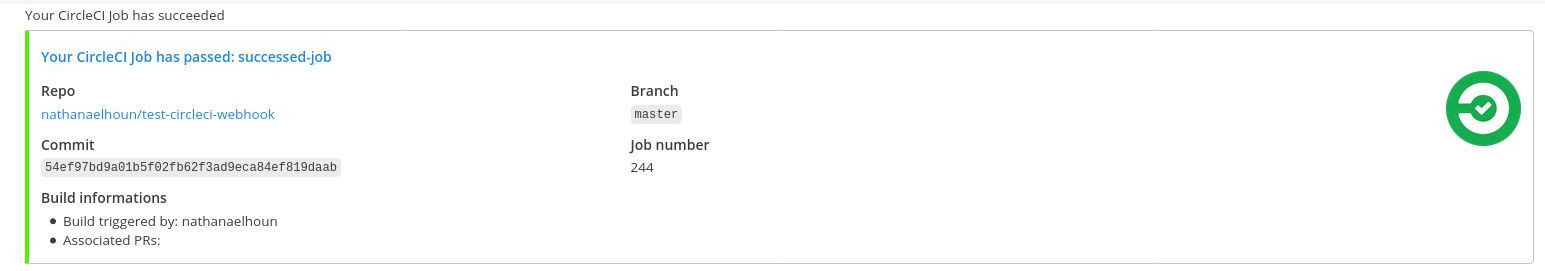 Your CircleCI Job has succeeded
Your CircleCI Job has passed: successed-job
Repo
nathanaelhoun/test-circleci-webhook
Branch
master
Commit
54ef97bd9a01b5f02fb62f3ad9eca84ef819daab
Job number
244
Build informations
● Build triggered by: nathanaelhoun
● Associated PRs: